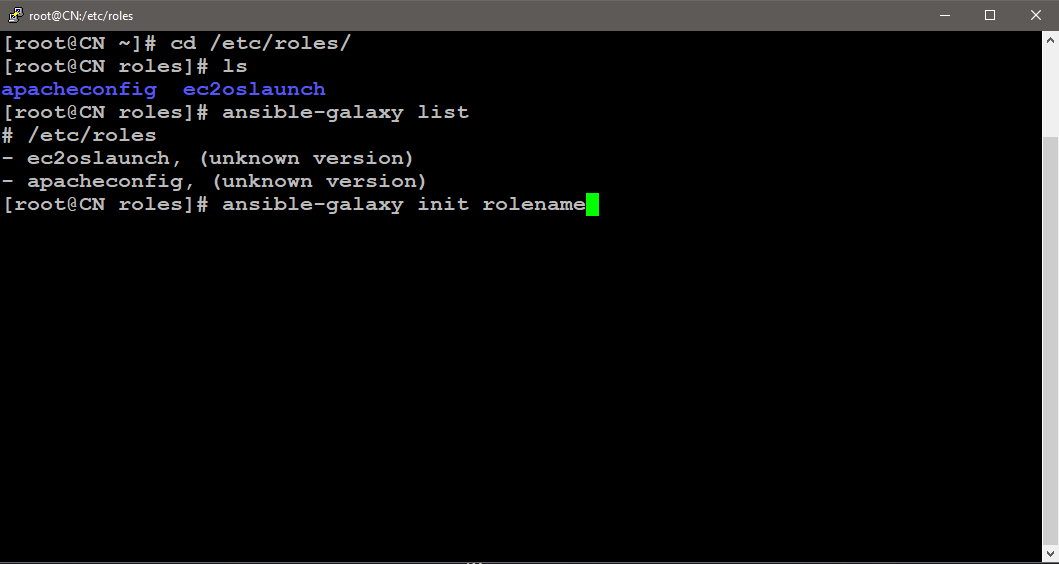 root@CN:/etc/roles
[root@CN ~]# cd /etc/roles/
[root@CN roles]# ls
apacheconfig  ec2oslaunch
[root@CN roles]# ansible-galaxy list
# /etc/roles
- ec2oslaunch, (unknown version)
- apacheconfig, (unknown version)
[root@CN roles]# ansible-galaxy init rolename